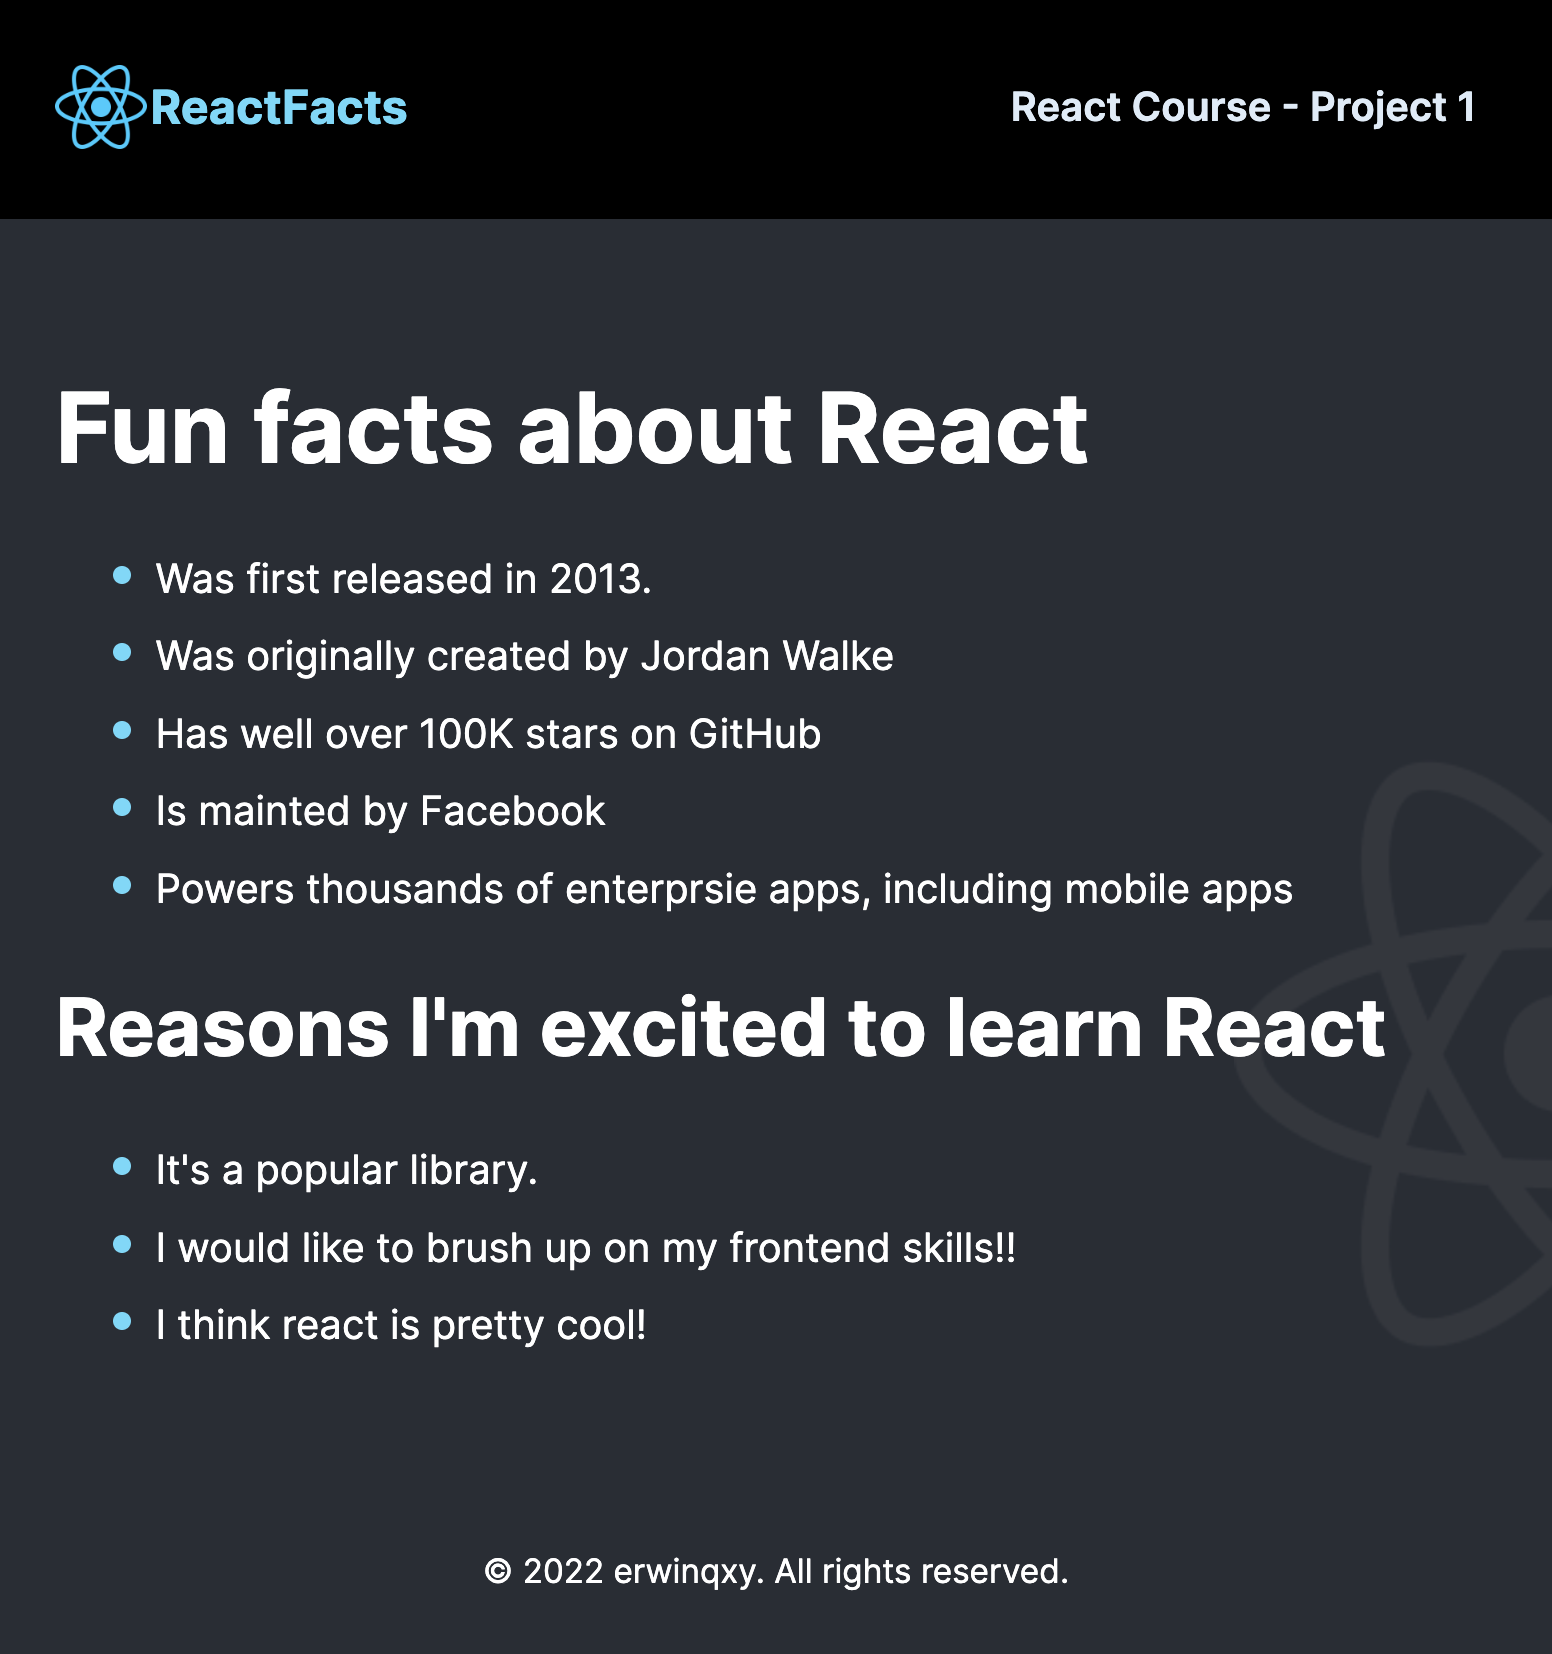 ReactFacts
React Course - Project 1
Fun facts about React
Was first released in 2013.
Was originally created by Jordan Walke
Has well over 100K stars on GitHub
Is mainted by Facebook
Powers thousands of enterprsie apps, including mobile apps
Reasons I'm excited to learn React
It's a popular library.
I would like to brush up on my frontend skills!!
I think react is pretty cool!
© 2022 erwinqxy. All rights reserved.